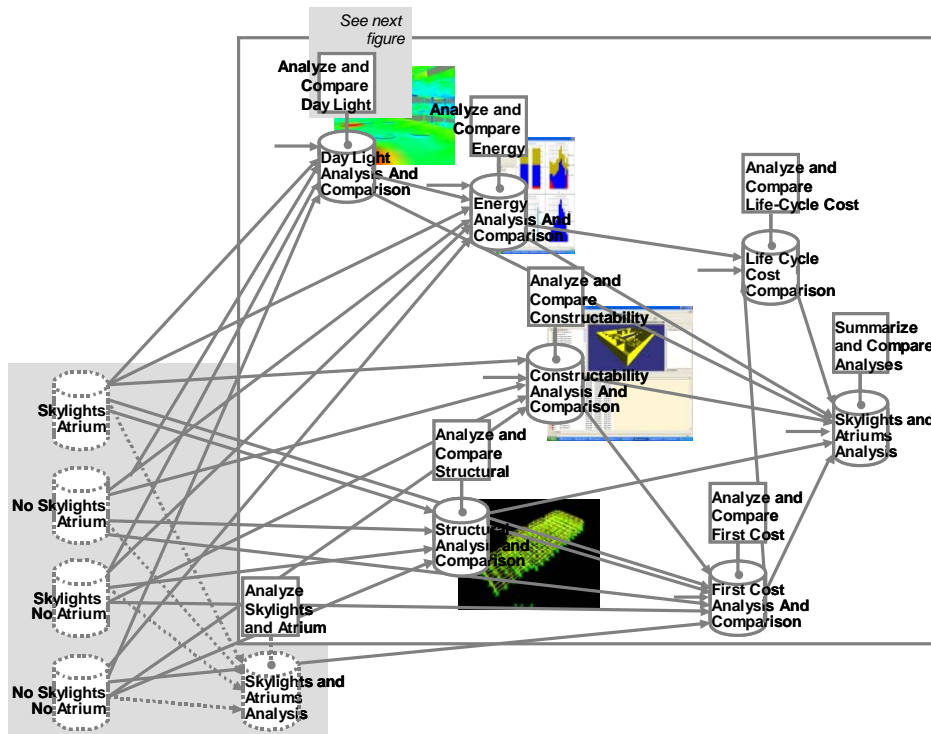 See next
figure
Analyze and
Compare
Day Light
Day Light
Analysis And
Comparison
Analyze and
Compare
Energy
Energy
Analysis And
Comparison
Analyze and
Compare
Life-Cycle Cost
Life Cycle
Cost
Comparison
Analyze and
Compare
Constructability
Constructability
Analysis And
Comparison
Summarize
and Compare
Analyses
Skylights and
Atriums
Analysis
Analyze and
Compare
Structural
Structural
Analysis and
Comparison
Analyze and
Compare
First Cost
First Cost
Analysis And
Comparison
Skylights
Atrium
No Skylights
Atrium
Skylights
No Atrium
No Skylights
No Atrium
Analyze
Skylights
and Atrium
Skylights and
Atriums
Analysis